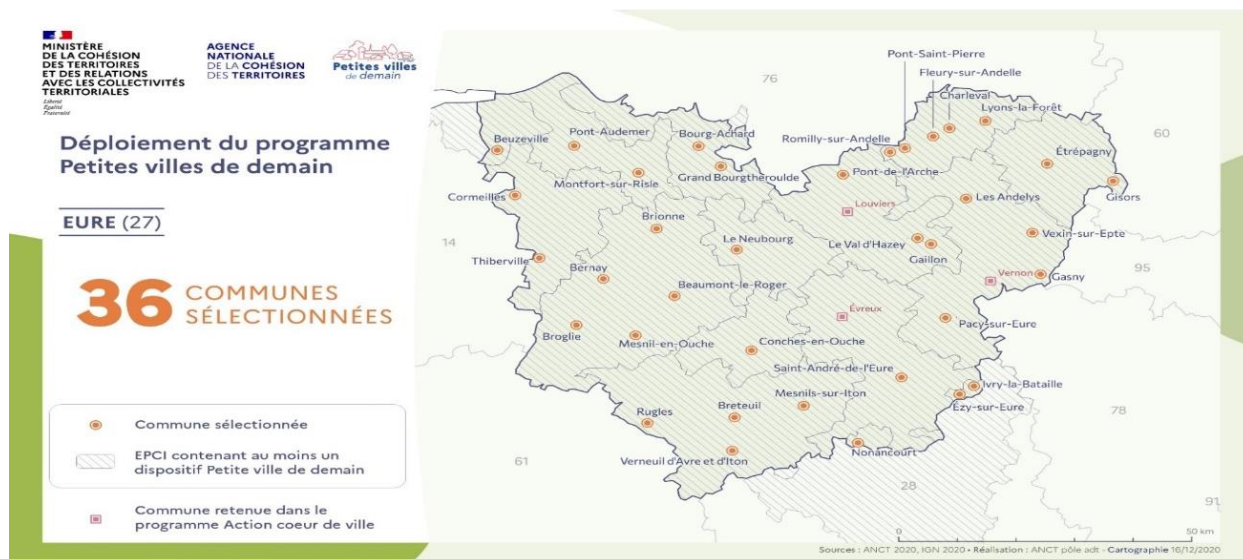 MINISTÈRE
DE LA COHÉSION
DES TERRITOIRES
ET DES RELATIONS
AVEC LES COLLECTIVITÉS
TERRITORIALES
Liberté
Égalité
Fraternité
AGENCE
NATIONALE
DE LA COHÉSION
DES TERRITOIRES
Petites villes
de demain
Déploiement du programme
Petites villes de demain
EURE (27)
36 COMMUNES
SÉLECTIONNÉES
Commune sélectionnée
EPCI contenant au moins un
dispositif Petite ville de demain
Commune retenue dans le
programme Action coeur de ville
Pont-Saint-Pierre
Fleury-sur-Andelle
Charleval
Lyons-la-Forêt
76
60
Beuzeville
Pont-Audemer
Bourg-Achard
Romilly-sur-Andelle
Étrépagny
Montfort-sur-Risle
Grand Bourgtheroulde
Pont-de-l'Arche
Gisors
Cormeilles
Louviers
Les Andelys
Brionne
14
Le Neubourg
Le Val d'Hazey
Vexin-sur-Epte
Thiberville
Gaillon
Bernay
95
Vernon
Gasny
Beaumont-le-Roger
Évreux
Pacy-sur-Eure
Broglie
Mesnil-en-Ouche
Conches-en-Ouche
Saint-André-de-l'Eure
Ivry-la-Bataille
Mesnils-sur-Iton
Ezy-sur-Eure
Rugles
Breteuil
78
Nonancourt
61
Verneuil d'Avre et d'Iton
28
91
0
50 km
Sources : ANCT 2020, IGN 2020 • Réalisation : ANCT pôle adt - Cartographie 16/12/2020